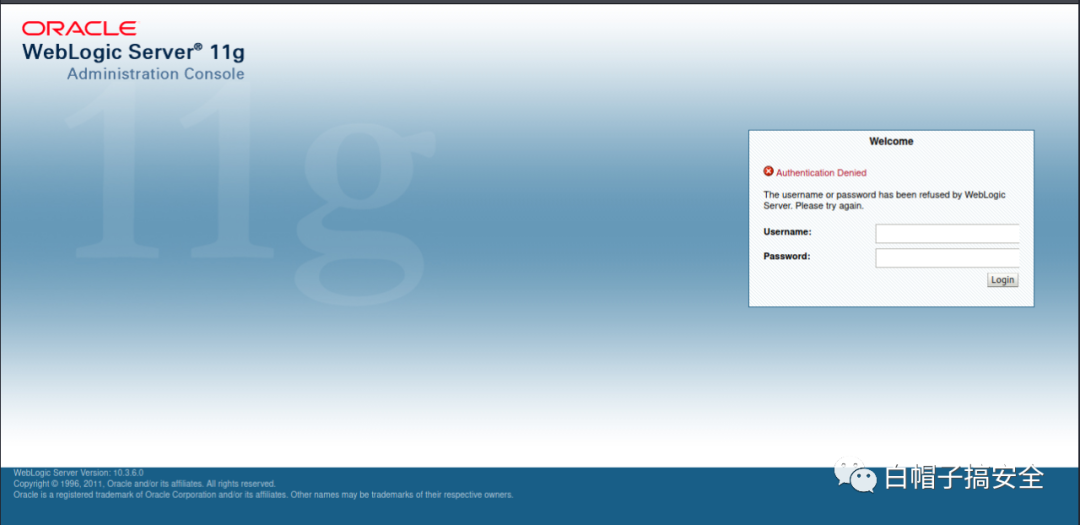 ORACLE
WebLogic Server® 11g
Administration Console
11g
Welcome
Authentication Denied
The username or password has been refused by WebLogic
Server. Please try again.
Username:
Password:
Login
WebLogic Server Version: 10.3.6.0
Copyright © 1996, 2011, Oracle and/or its affiliates. All rights reserved.
Oracle is a registered trademark of Oracle Corporation and/or its affiliates. Other names may be trademarks of their respective owners.
白帽子搞安全